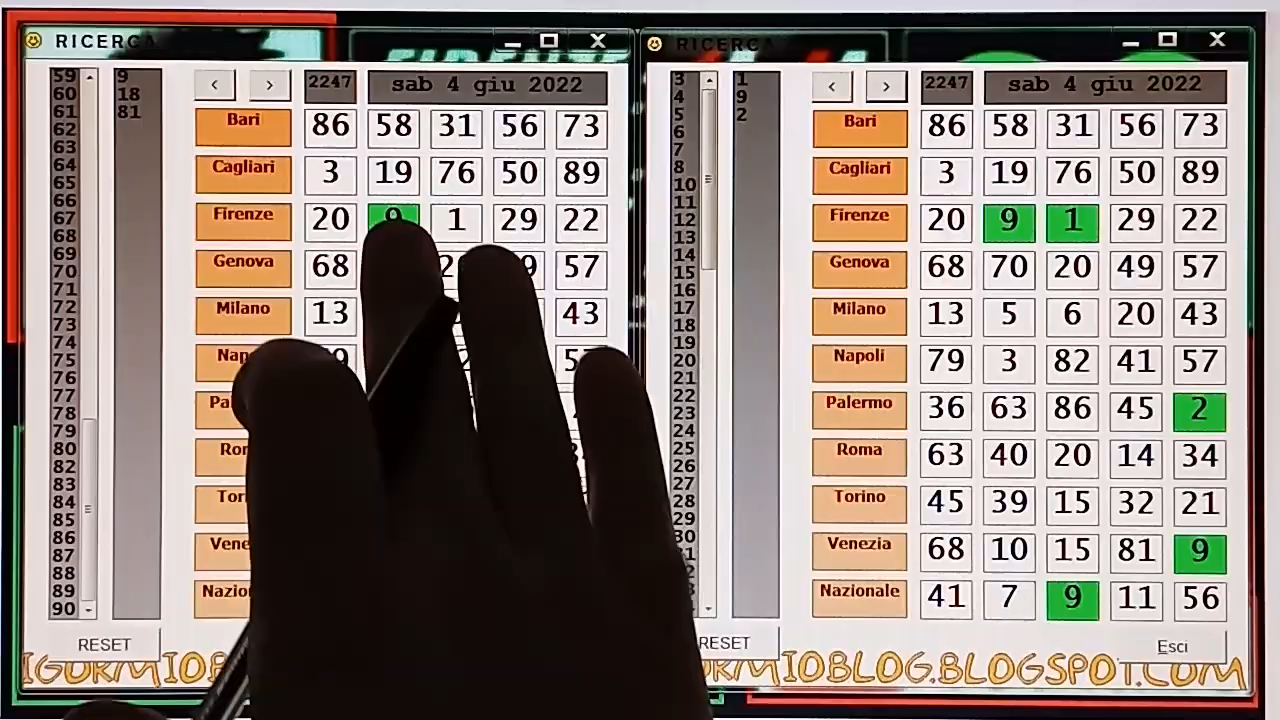 RICERCA
59 9 < > 2247 sab 4 giu 2022
60 18
61 81
62
63
64
65
66
67
68
69
70
71
72
73
74
75
76
77
78
79
80
82
83
84
85
86
87
88
89
90
Bari 86 58 31 56 73
Cagliari 3 19 76 50 89
Firenze 20 9 1 29 22
Genova 68 57
Milano 13 43
RESET
RICERCA
3 1 < > 2247 sab 4 giu 2022
4 9
5 2
6
7
8
10
11
12
13
14
15
16
17
18
19
20
21
22
23
24
25
26
27
28
29
30
Bari 86 58 31 56 73
Cagliari 3 19 76 50 89
Firenze 20 9 1 29 22
Genova 68 70 20 49 57
Milano 13 5 6 20 43
Napoli 79 3 82 41 57
Palermo 36 63 86 45 2
Roma 63 40 20 14 34
Torino 45 39 15 32 21
Venezia 68 10 15 81 9
Nazionale 41 7 9 11 56
RESET Esci
IOBLOG.BLOGSPOT.COM